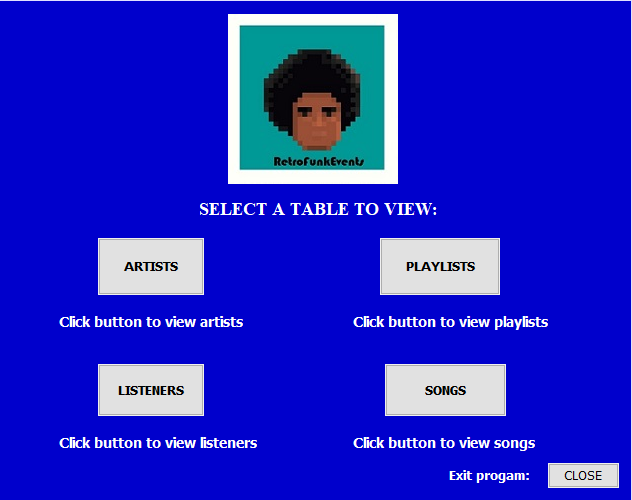 RetroFunkEvents
SELECT A TABLE TO VIEW:
ARTISTS
PLAYLISTS
Click button to view artists
Click button to view playlists
LISTENERS
SONGS
Click button to view listeners
Click button to view songs
Exit progam:
CLOSE